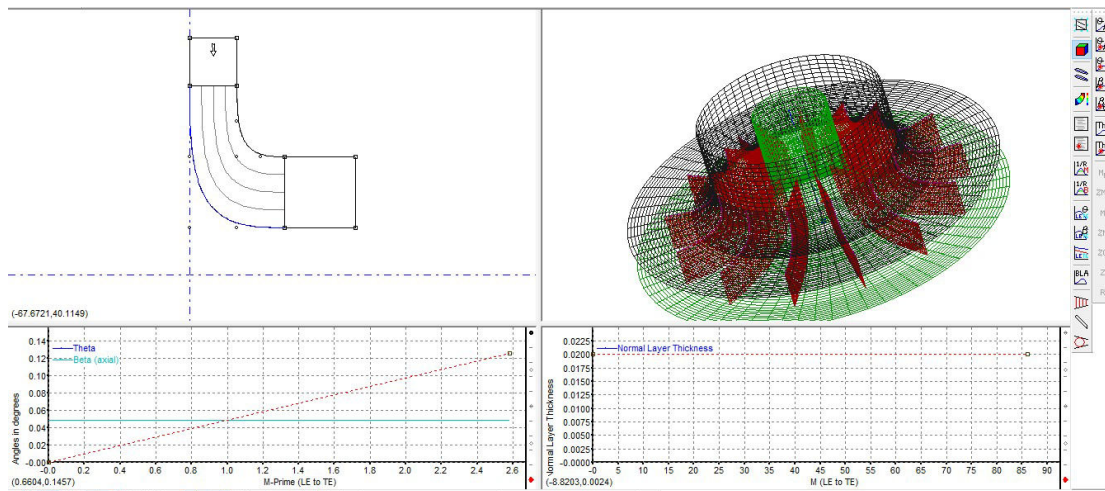 (-67.6721,40.1149)
0.14
0.12
0.10
0.08
0.06
0.04
0.02
-0.00
Angles in degrees
Theta
Beta (axial)
-0.0 0.2 0.4 0.6 0.8 1.0 1.2 1.4 1.6 1.8 2.0 2.2 2.4 2.6
(0.6604,0.1457)
M-Prime (LE to TE)
0.0225
0.0200
0.0175
0.0150
0.0125
0.0100
0.0075
0.0050
0.0025
-0.0000
Normal Layer Thickness
Normal Layer Thickness
0 5 10 15 20 25 30 35 40 45 50 55 60 65 70 75 80 85 90
(-8.8203,0.0024)
M (LE to TE)
1/R
1/R
LE
LE
LE
BLA